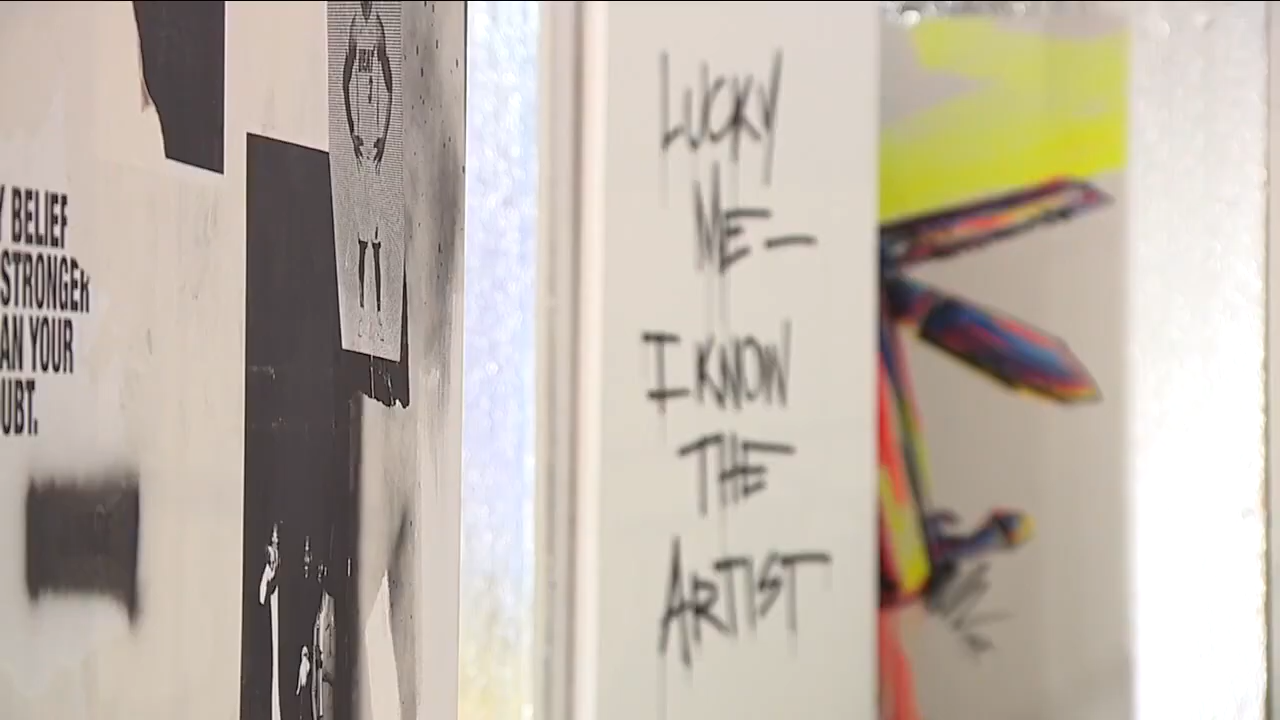 BELIEF
STRONGER
AN YOUR
UBT.
LUCKY
ME—
I KNOW
THE
ARTIST